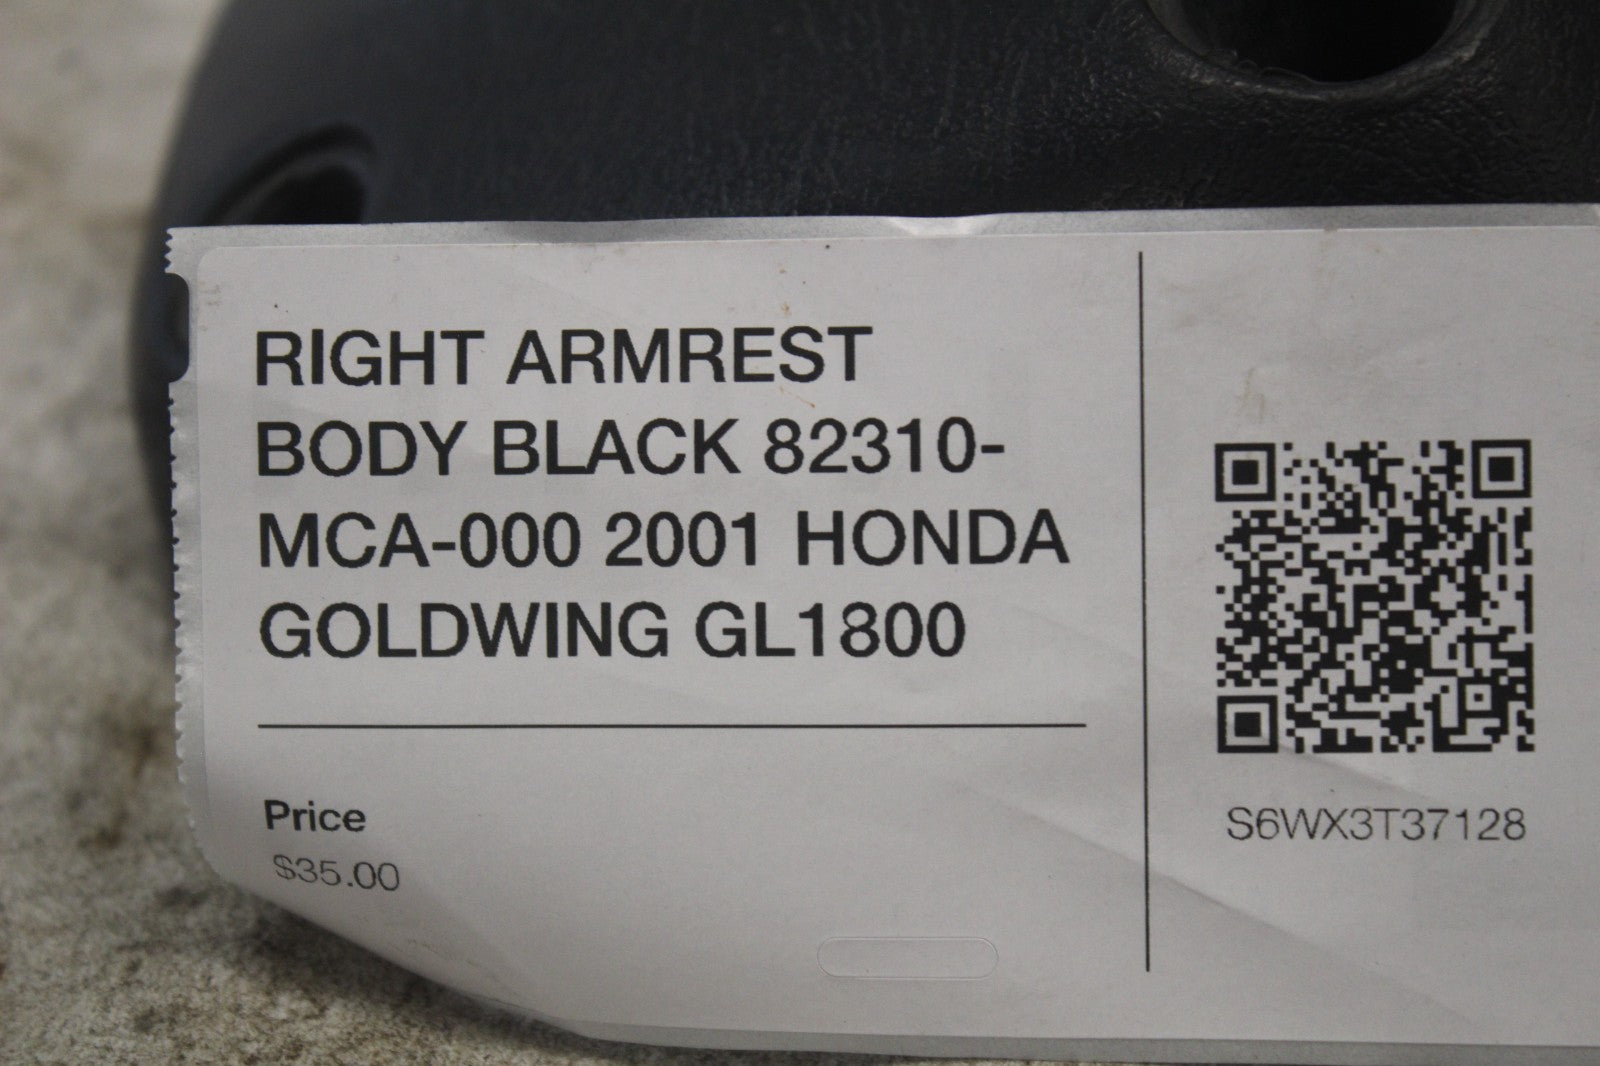 RIGHT ARMREST
BODY BLACK 82310-
MCA-000 2001 HONDA
GOLDWING GL1800
Price
$35.00
S6WX3T37128